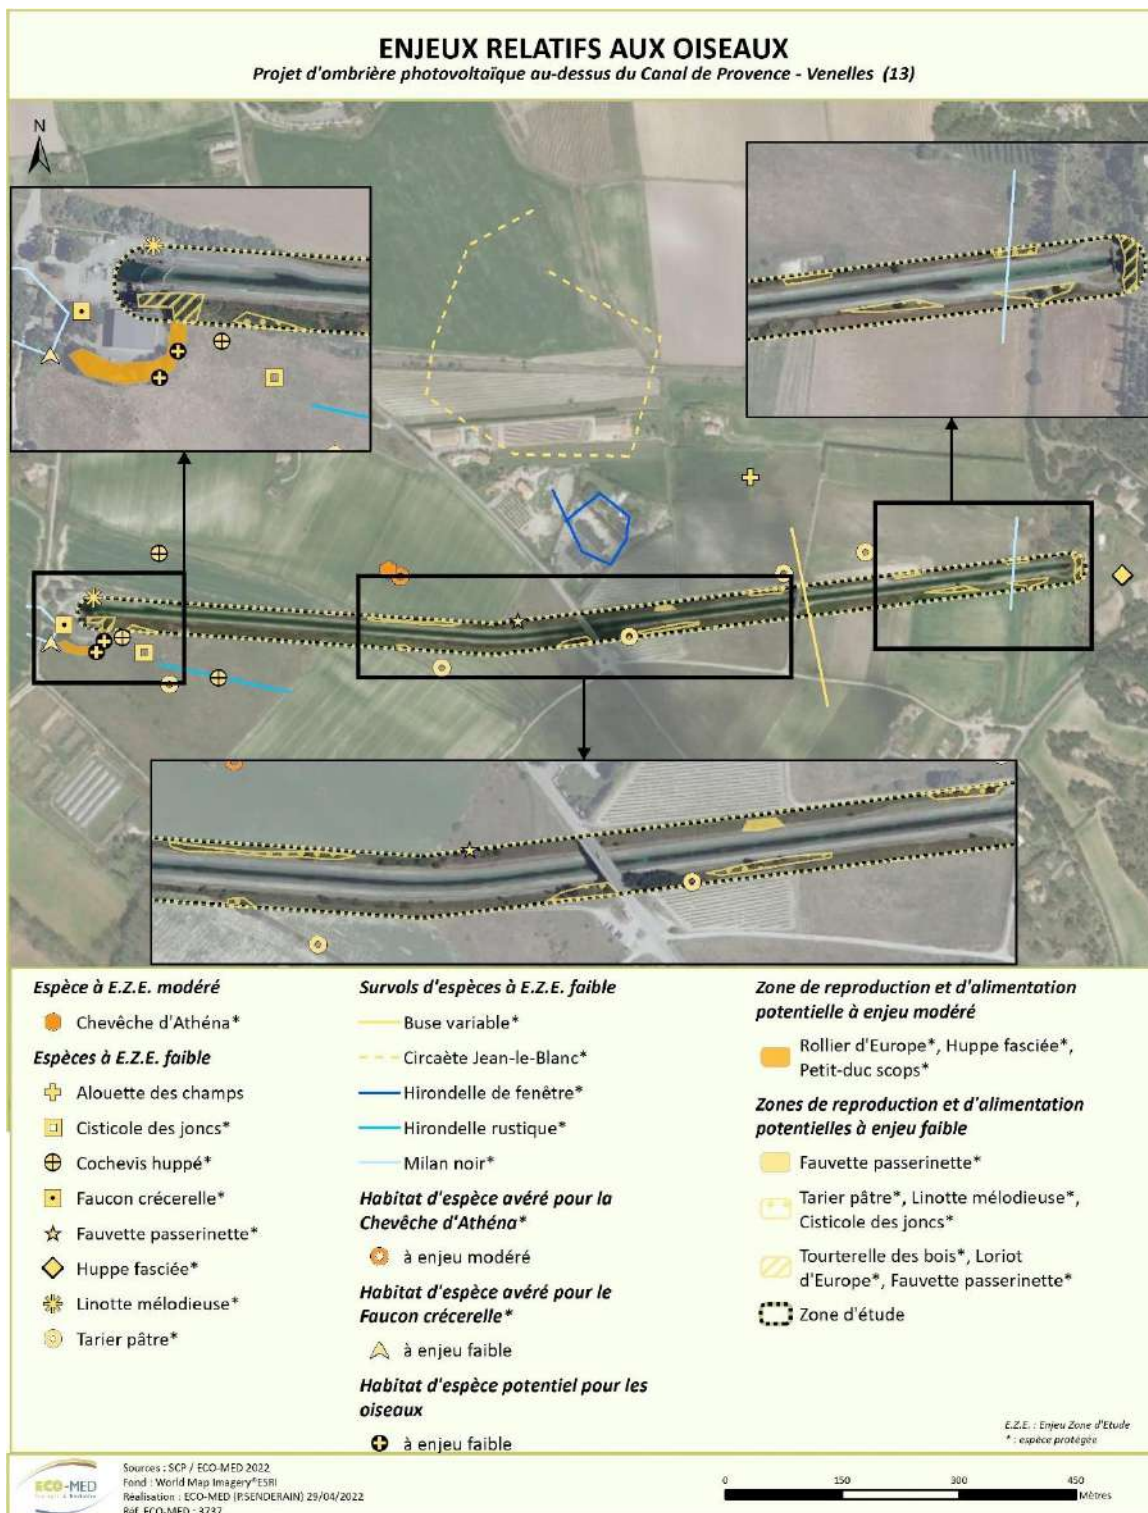 ENJEUX RELATIFS AUX OISEAUX
Projet d'ombrière photovoltaïque au-dessus du Canal de Provence - Venelles (13)
N
Espèce à E.Z.E. modéré
Chevêche d'Athéna*
Espèces à E.Z.E. faible
Alouette des champs
Cisticole des joncs*
Cochevis huppé*
Faucon crécerelle*
Fauvette passerinette*
Huppe fasciée*
Linotte mélodieuse*
Tarier pâtre*
Survols d'espèces à E.Z.E. faible
Buse variable*
Circaète Jean-le-Blanc*
Hirondelle de fenêtre*
Hirondelle rustique*
Milan noir*
Habitat d'espèce avéré pour la
Chevêche d'Athéna*
à enjeu modéré
Habitat d'espèce avéré pour le
Faucon crécerelle*
à enjeu faible
Habitat d'espèce potentiel pour les
oiseaux
à enjeu faible
Zone de reproduction et d'alimentation
potentielle à enjeu modéré
Rollier d'Europe*, Huppe fasciée*,
Petit-duc scops*
Zones de reproduction et d'alimentation
potentielles à enjeu faible
Fauvette passerinette*
Tarier pâtre*, Linotte mélodieuse*,
Cisticole des joncs*
Tourterelle des bois*, Loriot
d'Europe*, Fauvette passerinette*
Zone d'étude
E.Z.E. : Enjeu Zone d'Etude
* : espèce protégée
ECO-MED
Sources : SCP / ECO-MED 2022
Fond : World Map Imagery®ESRI
Réalisation : ECO-MED (P.SENDERAIN) 29/04/2022
Réf. ECO-MED : 3737
0 150 300 450
Mètres